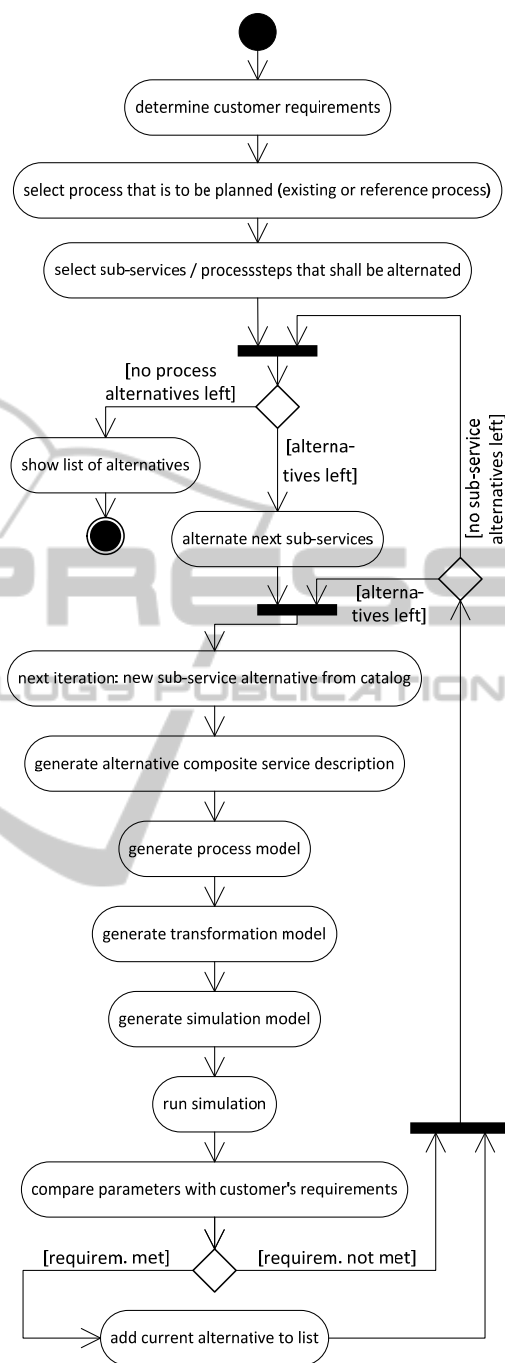 determine customer requirements
select process that is to be planned (existing or reference process)
select sub-services / processsteps that shall be alternated
[no process
alternatives left]
show list of alternatives
[alterna-
tives left]
[no sub-service
alternatives left]
alternate next sub-services
[alterna-
tives left]
next iteration: new sub-service alternative from catalog
generate alternative composite service description
generate process model
generate transformation model
generate simulation model
run simulation
compare parameters with customer's requirements
[requirem. met]
[requirem. not met]
add current alternative to list
PRESS
LOGY PUBLICATION